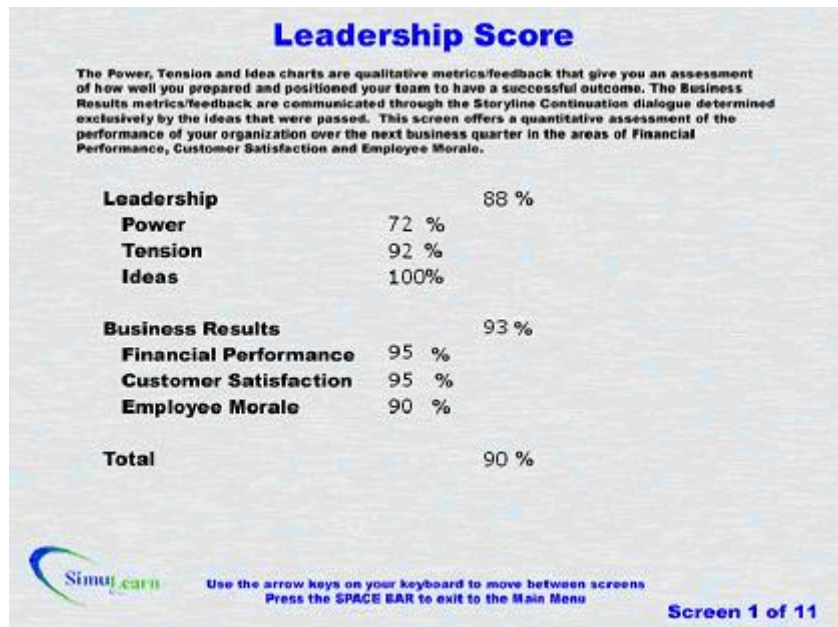 Leadership Score
The Power, Tension and Idea charts are qualitative metrics/feedback that give you an assessment
of how well you prepared and positioned your team to have a successful outcome. The Business
Results metrics/feedback are communicated through the Storyline Continuation dialogue determined
exclusively by the ideas that were passed. This screen offers a quantitative assessment of the
performance of your organization over the next business quarter in the areas of Financial
Performance, Customer Satisfaction and Employee Morale.
Leadership 88 %
Power 72 %
Tension 92 %
Ideas 100%
Business Results 93 %
Financial Performance 95 %
Customer Satisfaction 95 %
Employee Morale 90 %
Total 90 %
SimuLearn
Use the arrow keys on your keyboard to move between screens
Press the SPACE BAR to exit to the Main Menu
Screen 1 of 11